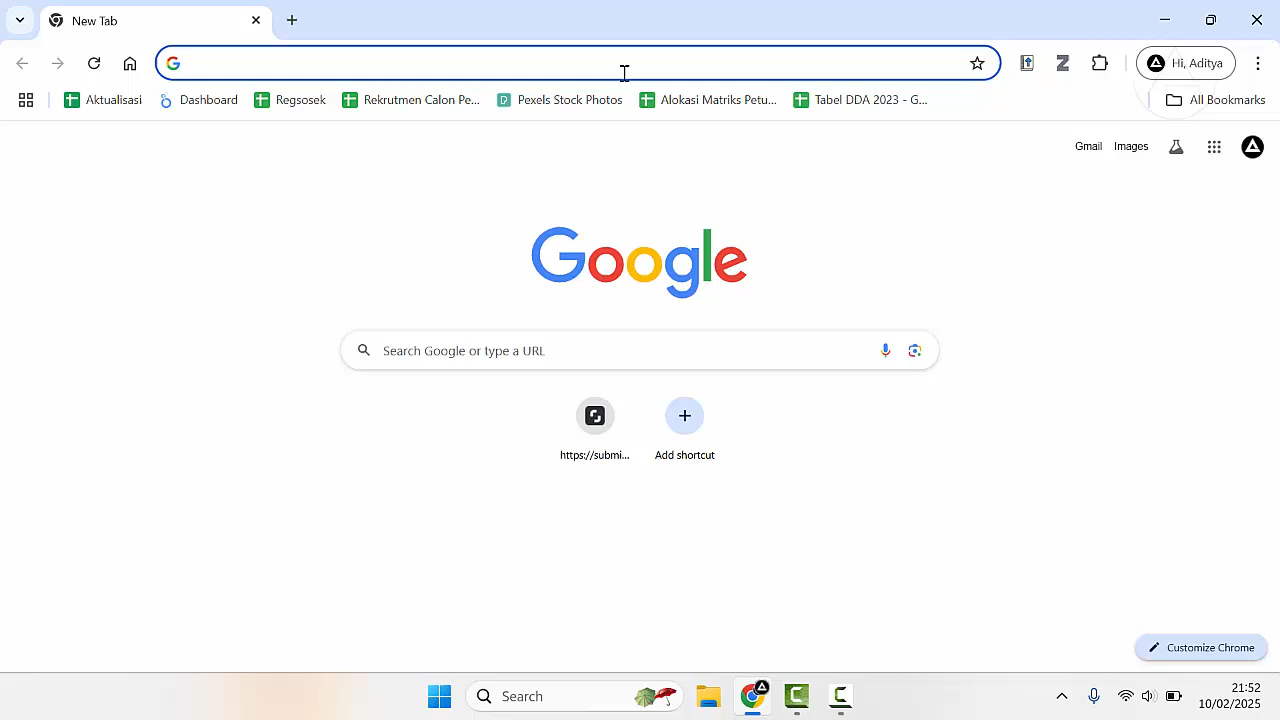 New Tab
Hi, Aditya
Aktualisasi
Dashboard
Regsosek
Rekrutmen Calon Pe...
Pexels Stock Photos
Alokasi Matriks Petu...
Tabel DDA 2023 - G...
All Bookmarks
Gmail
Images
Google
Search Google or type a URL
https://submi...
Add shortcut
Customize Chrome
Search
21:52
10/02/2025